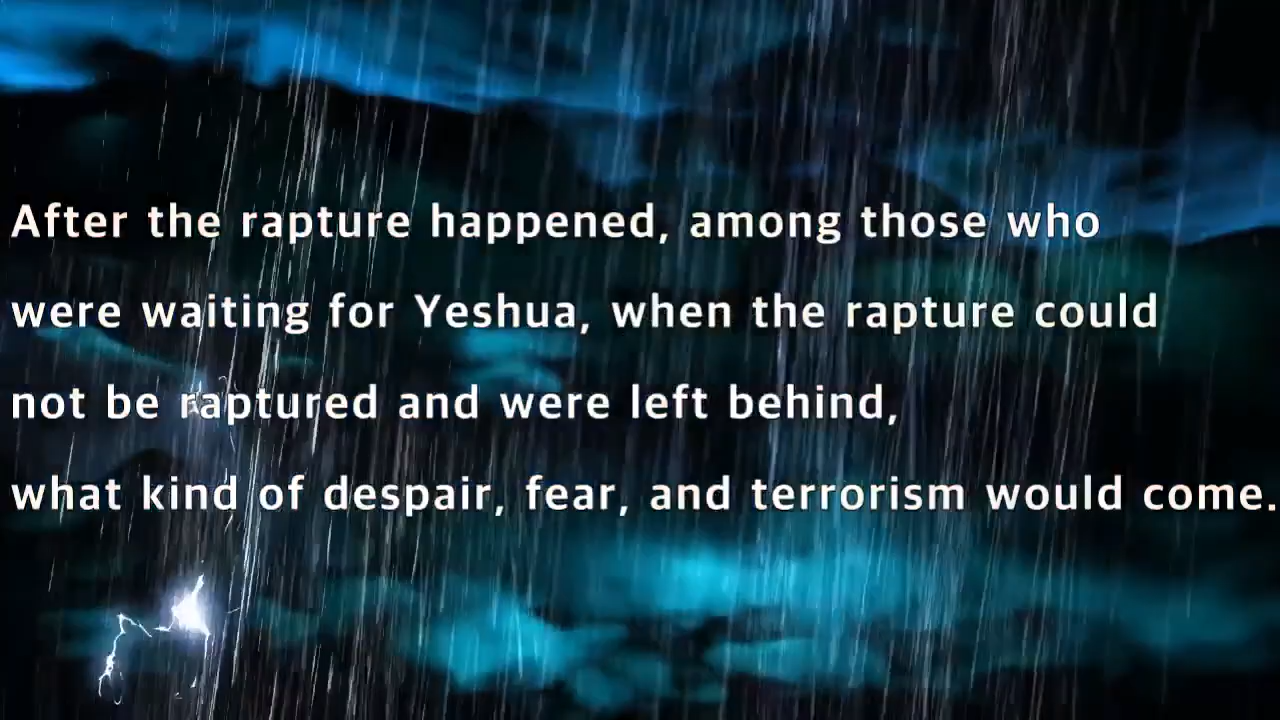 After the rapture happened, among those who
were waiting for Yeshua, when the rapture could
not be raptured and were left behind,
what kind of despair, fear, and terrorism would come.